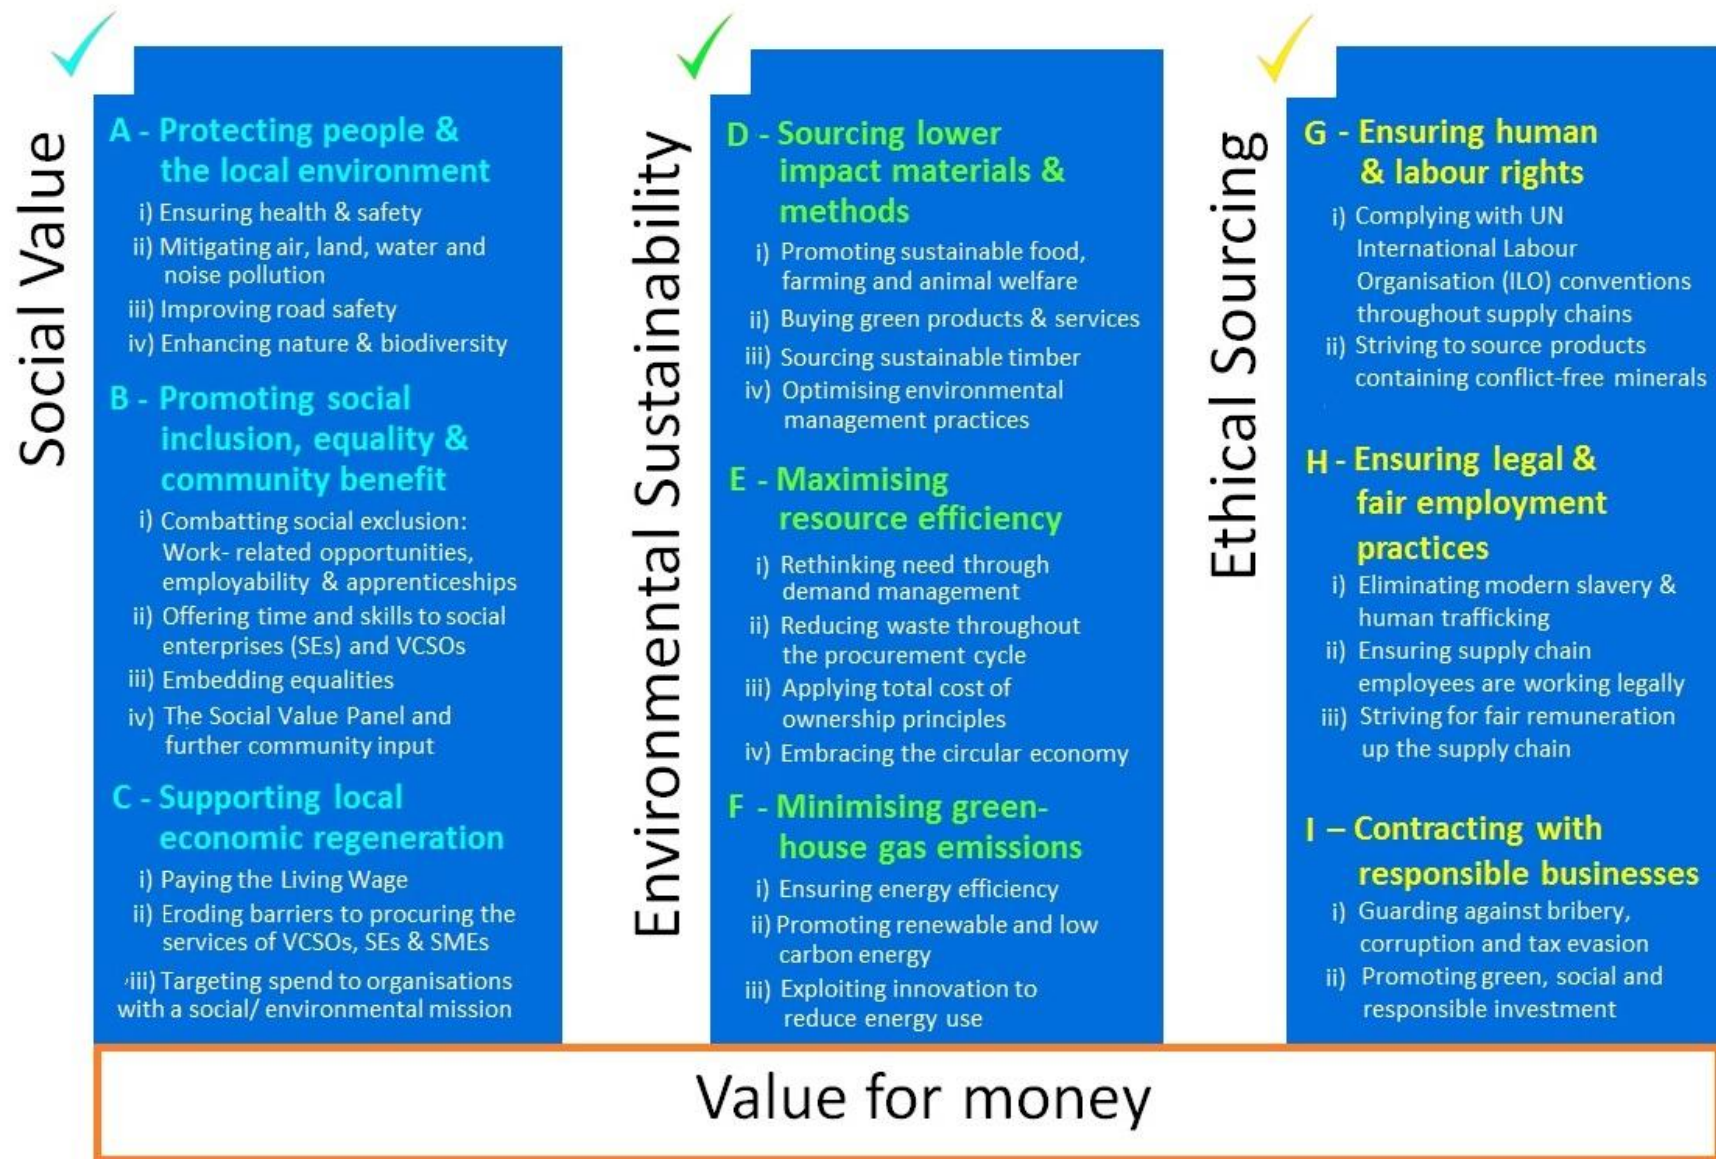 Social Value
A - Protecting people &
the local environment
i) Ensuring health & safety
ii) Mitigating air, land, water and
noise pollution
iii) Improving road safety
iv) Enhancing nature & biodiversity
B - Promoting social
inclusion, equality &
community benefit
i) Combatting social exclusion:
Work- related opportunities,
employability & apprenticeships
ii) Offering time and skills to social
enterprises (SEs) and VCSOs
iii) Embedding equalities
iv) The Social Value Panel and
further community input
C - Supporting local
economic regeneration
i) Paying the Living Wage
ii) Eroding barriers to procuring the
services of VCSOs, SEs & SMEs
iii) Targeting spend to organisations
with a social/ environmental mission
Environmental Sustainability
D - Sourcing lower
impact materials &
methods
i) Promoting sustainable food,
farming and animal welfare
ii) Buying green products & services
iii) Sourcing sustainable timber
iv) Optimising environmental
management practices
E - Maximising
resource efficiency
i) Rethinking need through
demand management
ii) Reducing waste throughout
the procurement cycle
iii) Applying total cost of
ownership principles
iv) Embracing the circular economy
F - Minimising green-
house gas emissions
i) Ensuring energy efficiency
ii) Promoting renewable and low
carbon energy
iii) Exploiting innovation to
reduce energy use
Ethical Sourcing
G - Ensuring human
& labour rights
i) Complying with UN
International Labour
Organisation (ILO) conventions
throughout supply chains
ii) Striving to source products
containing conflict-free minerals
H - Ensuring legal &
fair employment
practices
i) Eliminating modern slavery &
human trafficking
ii) Ensuring supply chain
employees are working legally
iii) Striving for fair remuneration
up the supply chain
I – Contracting with
responsible businesses
i) Guarding against bribery,
corruption and tax evasion
ii) Promoting green, social and
responsible investment
Value for money